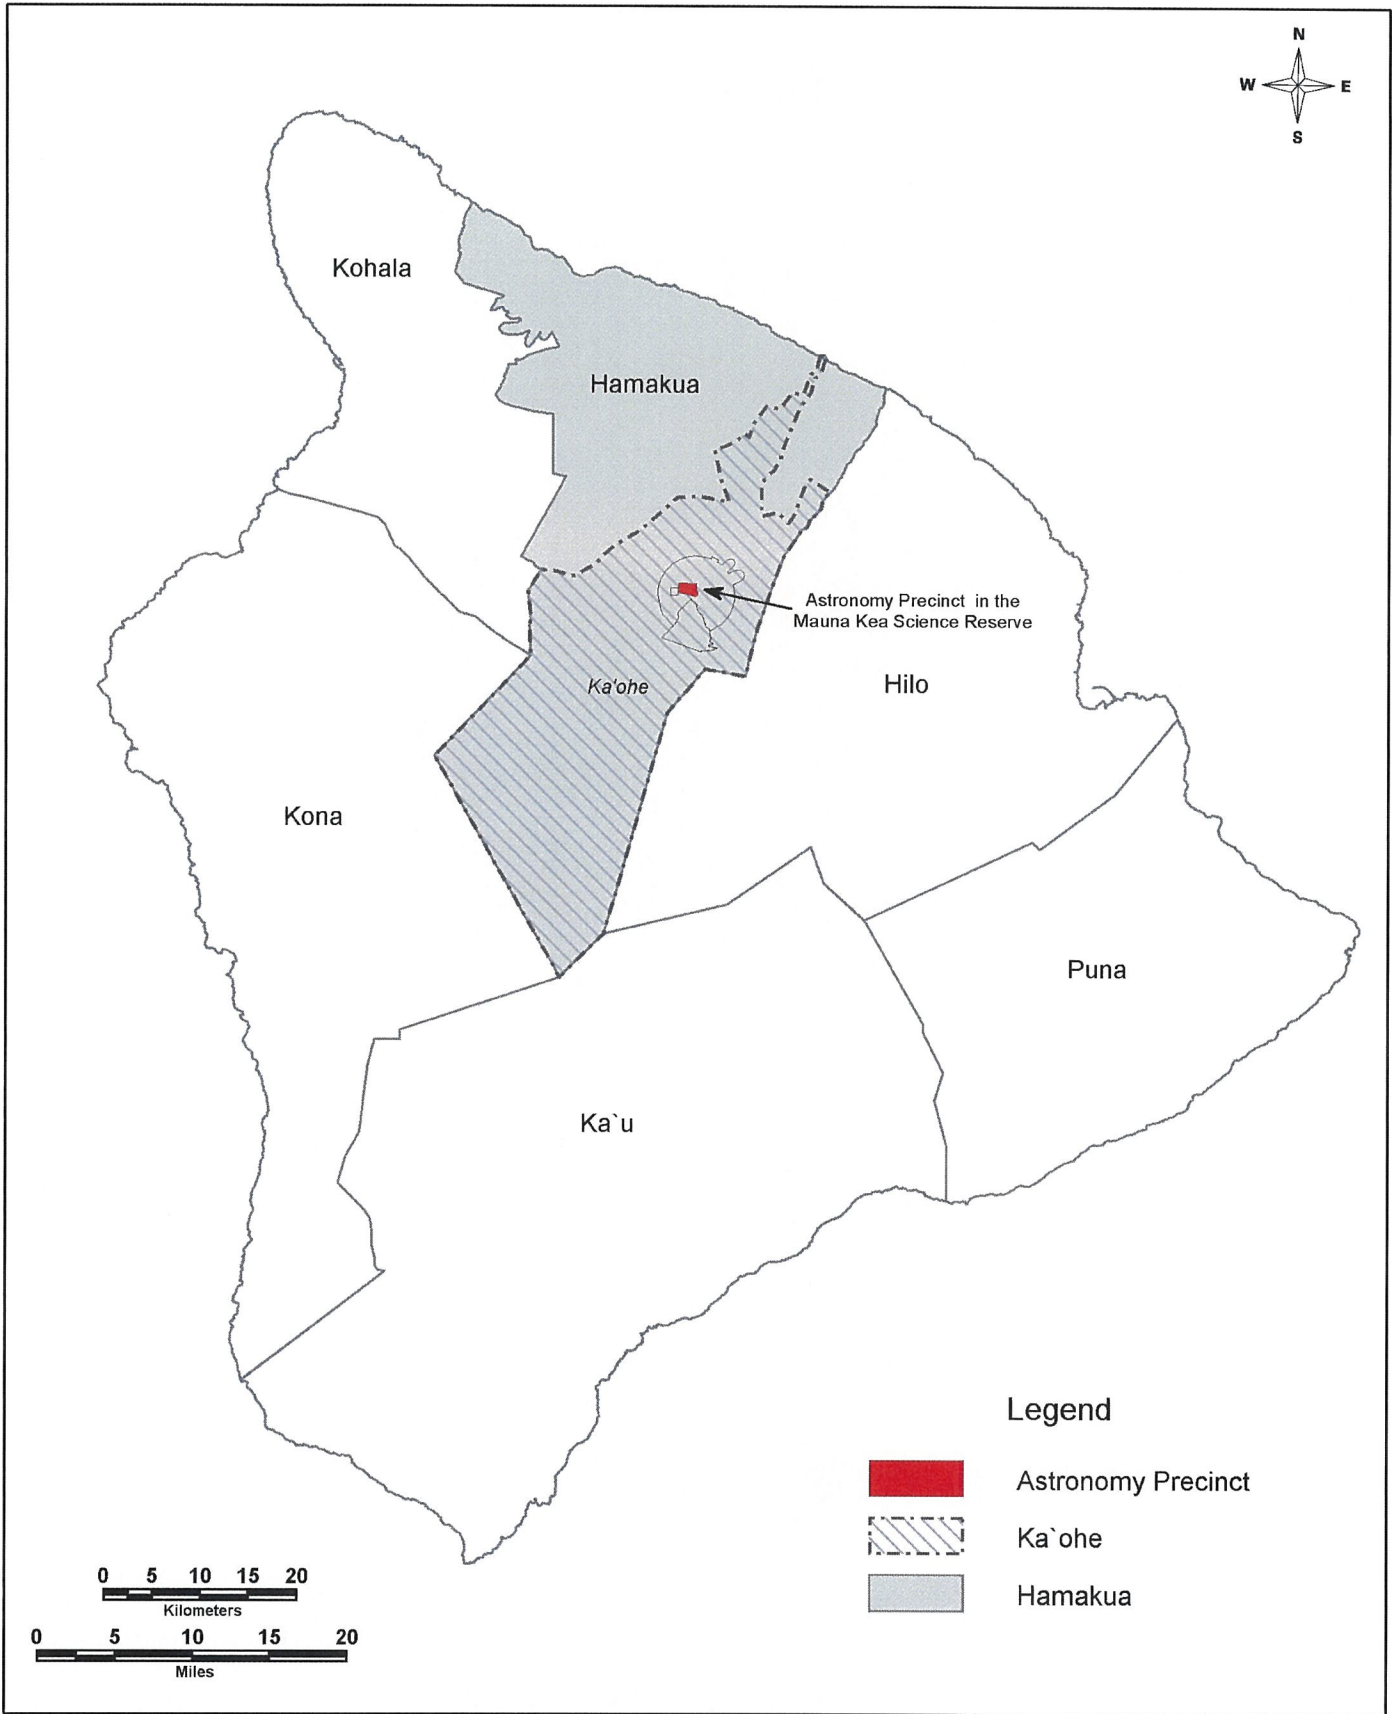 N
W E
S
Kohala
Hamakua
Astronomy Precinct in the
Mauna Kea Science Reserve
Ka'ohe
Hilo
Kona
Puna
Ka`u
Legend
Astronomy Precinct
Ka`ohe
Hamakua
0 5 10 15 20
Kilometers
0 5 10 15 20
Miles